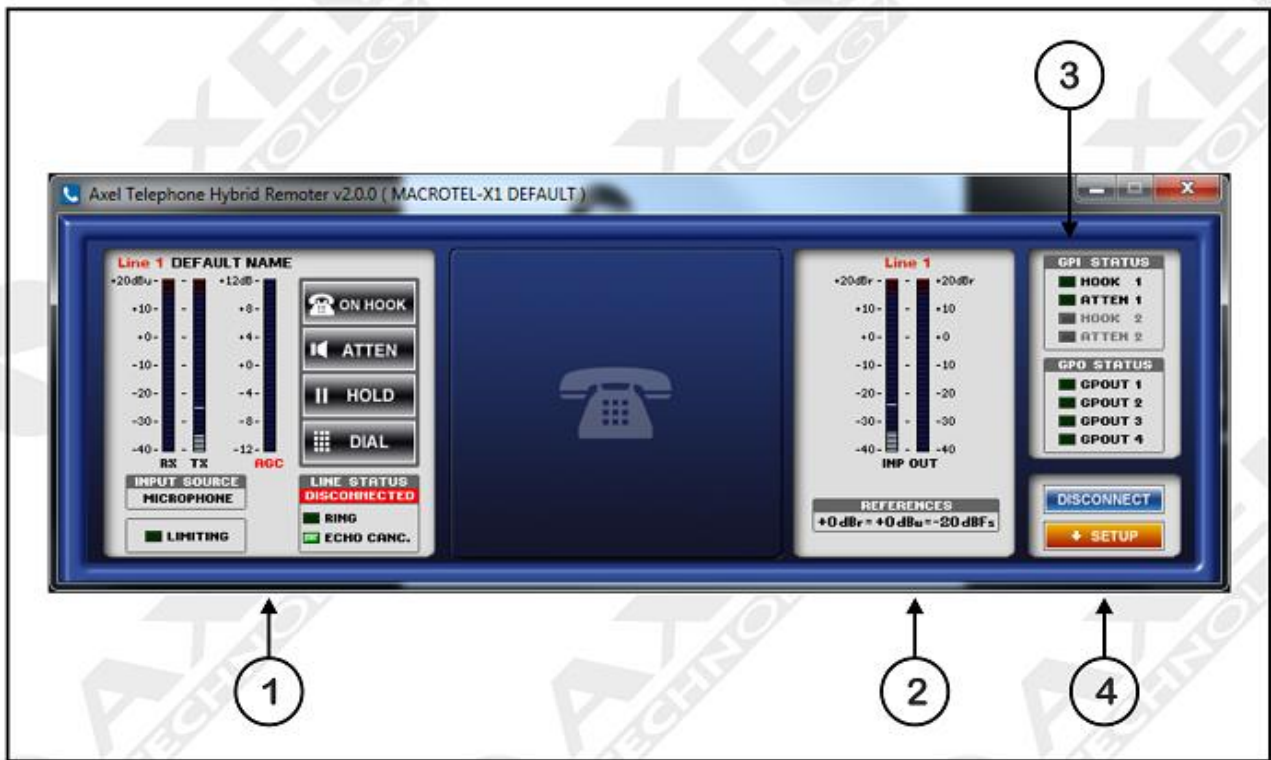 3
Axel Telephone Hybrid Remoter v2.0.0 ( MACROTEL-X1 DEFAULT )
Line 1 DEFAULT NAME
+20dBu- - +12dB-
+10- - +8-
+0- - +4-
-10- - +0-
-20- - -4-
-30- - -8-
-40- - -12-
RX TX AGC
ON HOOK
ATTEN
HOLD
DIAL
INPUT SOURCE
MICROPHONE
LIMITING
LINE STATUS
DISCONNECTED
RING
ECHO CANC.
Line 1
+20dBr - - +20dBr
+10- - +10
+0- - +0
-10- - -10
-20- - -20
-30- - -30
-40- - -40
INP OUT
REFERENCES
+0 dBr = +0 dBu = -20 dBFs
GPI STATUS
HOOK 1
ATTEN 1
HOOK 2
ATTEN 2
GPO STATUS
GPOUT 1
GPOUT 2
GPOUT 3
GPOUT 4
DISCONNECT
SETUP
1
2
4
AXEL
TECHNOLOGY